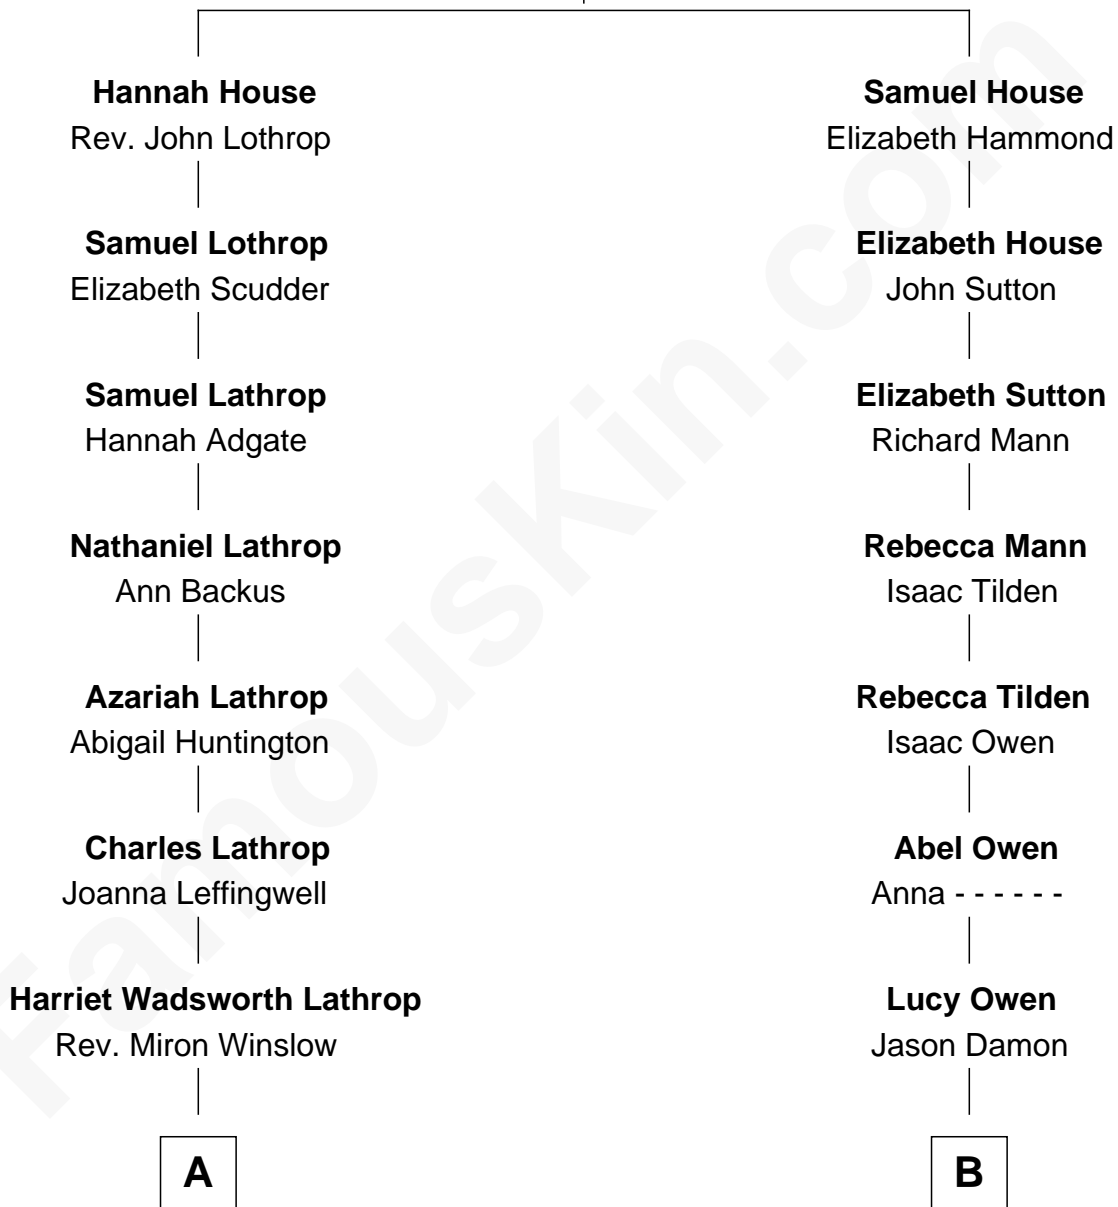 Hannah House
Rev. John Lothrop
Samuel Lothrop
Elizabeth Scudder
Samuel Lathrop
Hannah Adgate
Nathaniel Lathrop
Ann Backus
Azariah Lathrop
Abigail Huntington
Charles Lathrop
Joanna Leffingwell
Harriet Wadsworth Lathrop
Rev. Miron Winslow
A
Samuel House
Elizabeth Hammond
Elizabeth House
John Sutton
Elizabeth Sutton
Richard Mann
Rebecca Mann
Isaac Tilden
Rebecca Tilden
Isaac Owen
Abel Owen
Anna - - - - - -
Lucy Owen
Jason Damon
B
FamousKin.com